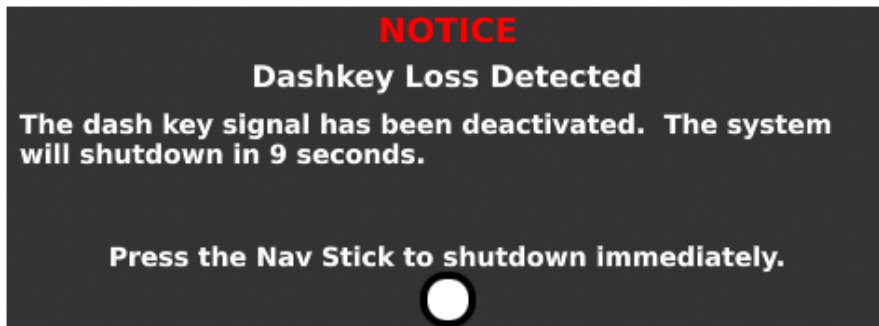 NOTICE
Dashkey Loss Detected
The dash key signal has been deactivated.  The system
will shutdown in 9 seconds.
Press the Nav Stick to shutdown immediately.